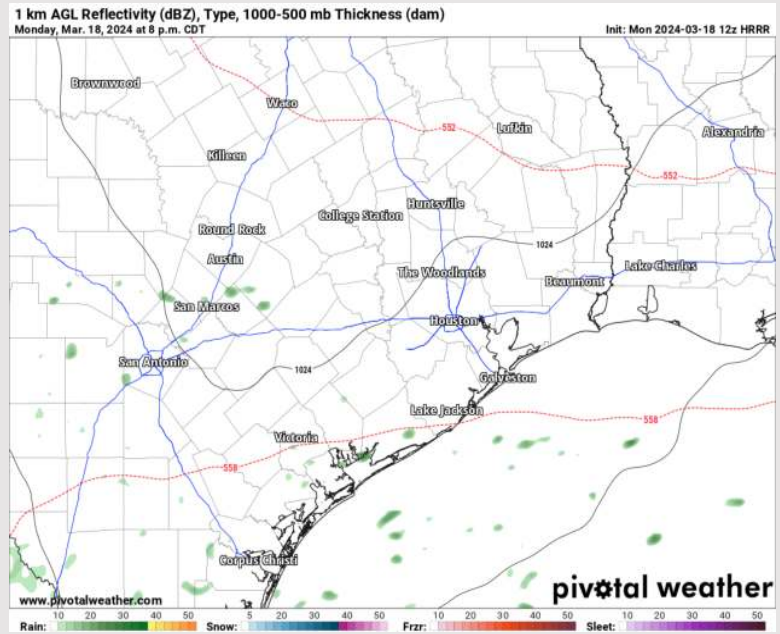 1 km AGL Reflectivity (dBZ), Type, 1000-500 mb Thickness (dam)
Monday, Mar. 18, 2024 at 8 p.m. CDT
Init: Mon 2024-03-18 12z HRRR
Brownwood
Waco
552
Lufkin
Alexandria
Killeen
552
Huntsville
College Station
Round Rock
1024
Austin
The Woodlands
Lake Charles
Beaumont
San Marcos
Houston
San Antonio
1024
Galveston
Lake Jackson
558
Victoria
558
Corpus Christi
pivotal weather
www.pivotalweather.com
Rain: 10 20 30 40 50 Snow: 5 20 30 40 50 Frzr: 10 20 30 40 50 Sleet: 10 20 30 40 50